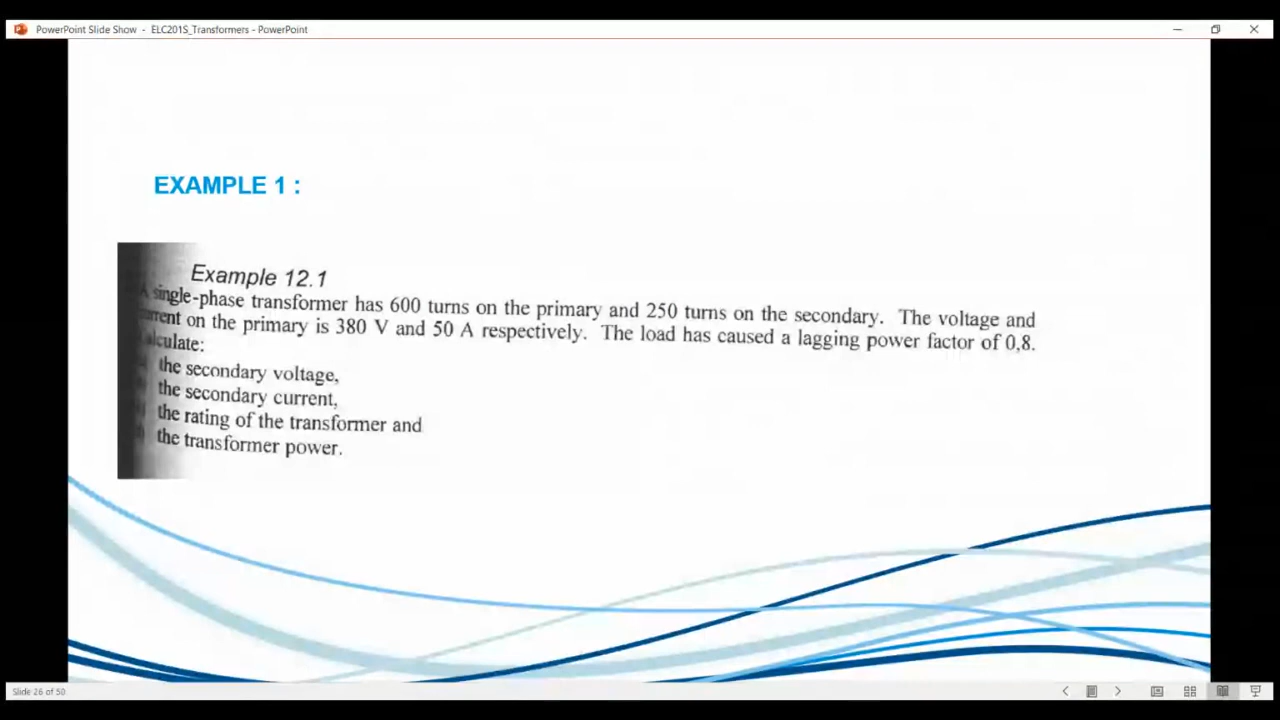 PowerPoint Slide Show - ELC201S_Transformers - PowerPoint
EXAMPLE 1 :
Example 12.1
single-phase transformer has 600 turns on the primary and 250 turns on the secondary. The voltage and
on the primary is 380 V and 50 A respectively. The load has caused a lagging power factor of 0,8.
the secondary voltage,
the secondary current,
the rating of the transformer and
the transformer power.
Slide 26 of 50